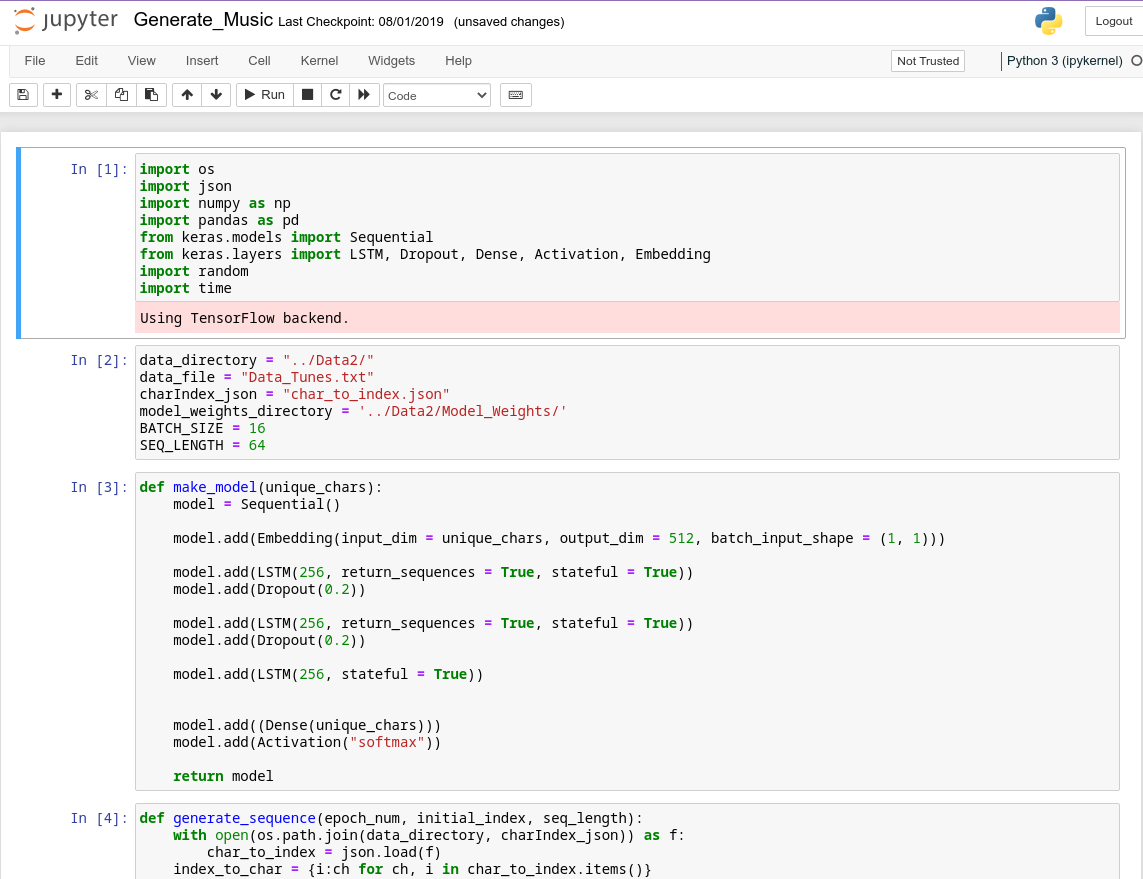 jupyter Generate_Music Last Checkpoint: 08/01/2019 (unsaved changes) Logout
File Edit View Insert Cell Kernel Widgets Help Not Trusted Python 3 (ipykernel)
Run Code
In [1]: import os
import json
import numpy as np
import pandas as pd
from keras.models import Sequential
from keras.layers import LSTM, Dropout, Dense, Activation, Embedding
import random
import time
Using TensorFlow backend.
In [2]: data_directory = "../Data2/"
data_file = "Data_Tunes.txt"
charIndex_json = "char_to_index.json"
model_weights_directory = '../Data2/Model_Weights/'
BATCH_SIZE = 16
SEQ_LENGTH = 64
In [3]: def make_model(unique_chars):
    model = Sequential()
    model.add(Embedding(input_dim = unique_chars, output_dim = 512, batch_input_shape = (1, 1)))
    model.add(LSTM(256, return_sequences = True, stateful = True))
    model.add(Dropout(0.2))
    model.add(LSTM(256, return_sequences = True, stateful = True))
    model.add(Dropout(0.2))
    model.add(LSTM(256, stateful = True))
    model.add((Dense(unique_chars)))
    model.add(Activation("softmax"))
    return model
In [4]: def generate_sequence(epoch_num, initial_index, seq_length):
    with open(os.path.join(data_directory, charIndex_json)) as f:
        char_to_index = json.load(f)
    index_to_char = {i:ch for ch, i in char_to_index.items()}